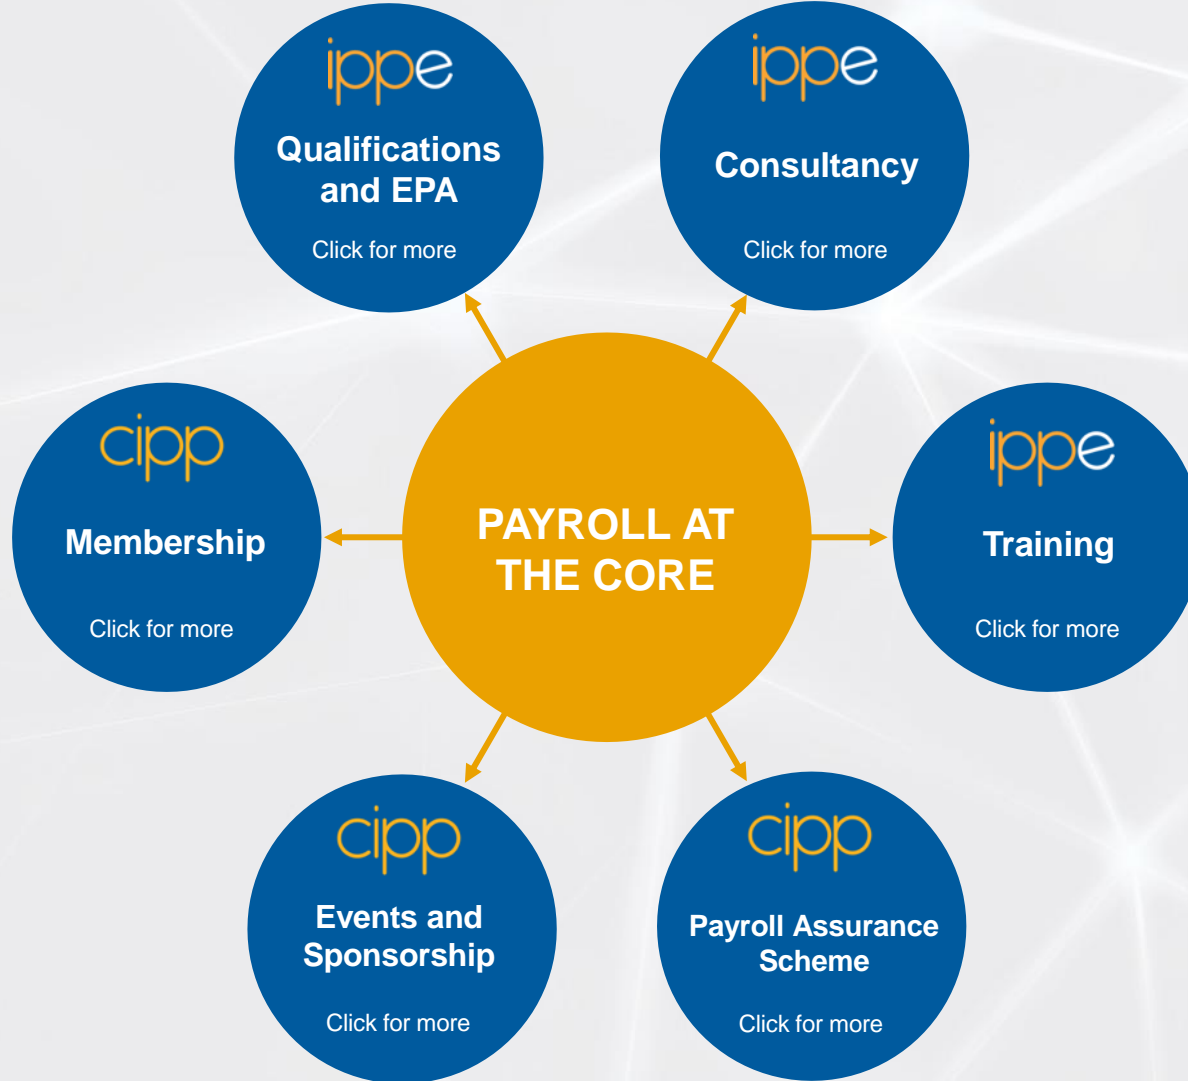 ippe
Qualifications
and EPA
Click for more
ippe
Consultancy
Click for more
cipp
Membership
Click for more
PAYROLL AT
THE CORE
ippe
Training
Click for more
cipp
Events and
Sponsorship
Click for more
cipp
Payroll Assurance
Scheme
Click for more